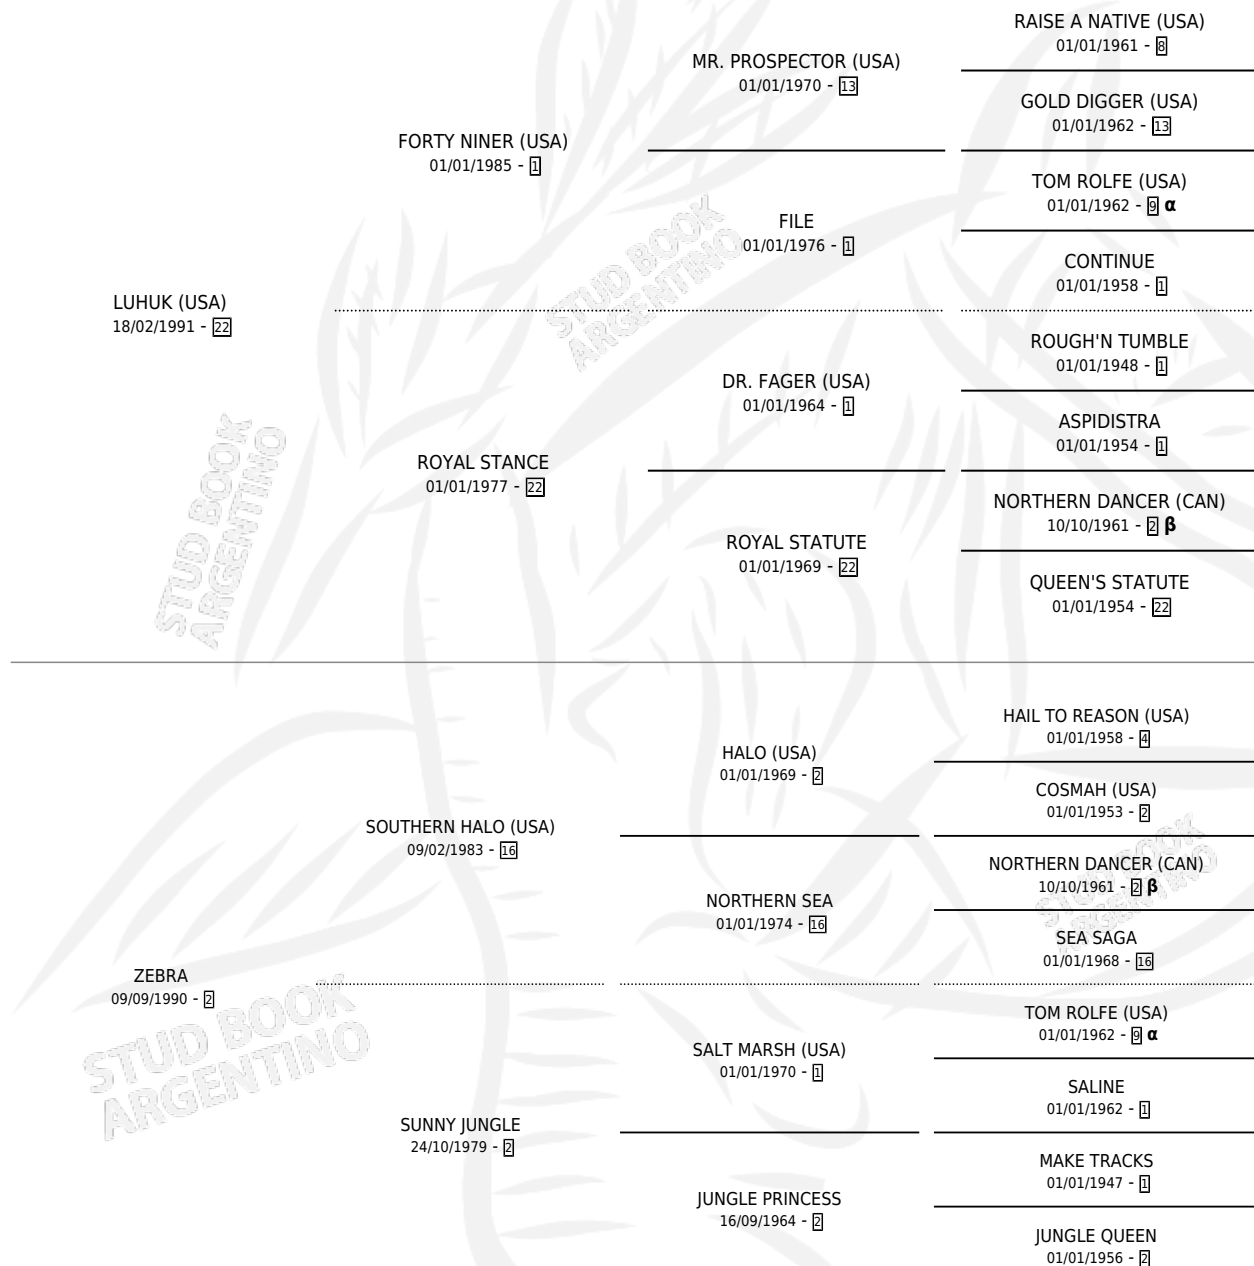 RAISE A NATIVE (USA)
01/01/1961 - 8
MR. PROSPECTOR (USA)
01/01/1970 - 13
GOLD DIGGER (USA)
01/01/1962 - 13
FORTY NINER (USA)
01/01/1985 - 1
TOM ROLFE (USA)
01/01/1962 - 9 α
FILE
01/01/1976 - 1
CONTINUE
01/01/1958 - 1
LUHUK (USA)
18/02/1991 - 22
ROUGH'N TUMBLE
01/01/1948 - 1
DR. FAGER (USA)
01/01/1964 - 1
ASPIDISTRA
01/01/1954 - 1
ROYAL STANCE
01/01/1977 - 22
NORTHERN DANCER (CAN)
10/10/1961 - 2 β
ROYAL STATUTE
01/01/1969 - 22
QUEEN'S STATUTE
01/01/1954 - 22
HAIL TO REASON (USA)
01/01/1958 - 4
HALO (USA)
01/01/1969 - 2
COSMAH (USA)
01/01/1953 - 2
SOUTHERN HALO (USA)
09/02/1983 - 16
NORTHERN DANCER (CAN)
10/10/1961 - 2 β
NORTHERN SEA
01/01/1974 - 16
SEA SAGA
01/01/1968 - 16
ZEBRA
09/09/1990 - 2
TOM ROLFE (USA)
01/01/1962 - 9 α
SALT MARSH (USA)
01/01/1970 - 1
SALINE
01/01/1962 - 1
SUNNY JUNGLE
24/10/1979 - 2
MAKE TRACKS
01/01/1947 - 1
JUNGLE PRINCESS
16/09/1964 - 2
JUNGLE QUEEN
01/01/1956 - 2
STUD BOOK
ARGENTINO
STUD BOOK
ARGENTINO
STUD BOOK
ARGENTINO
STUD BOOK
ARGENTINO